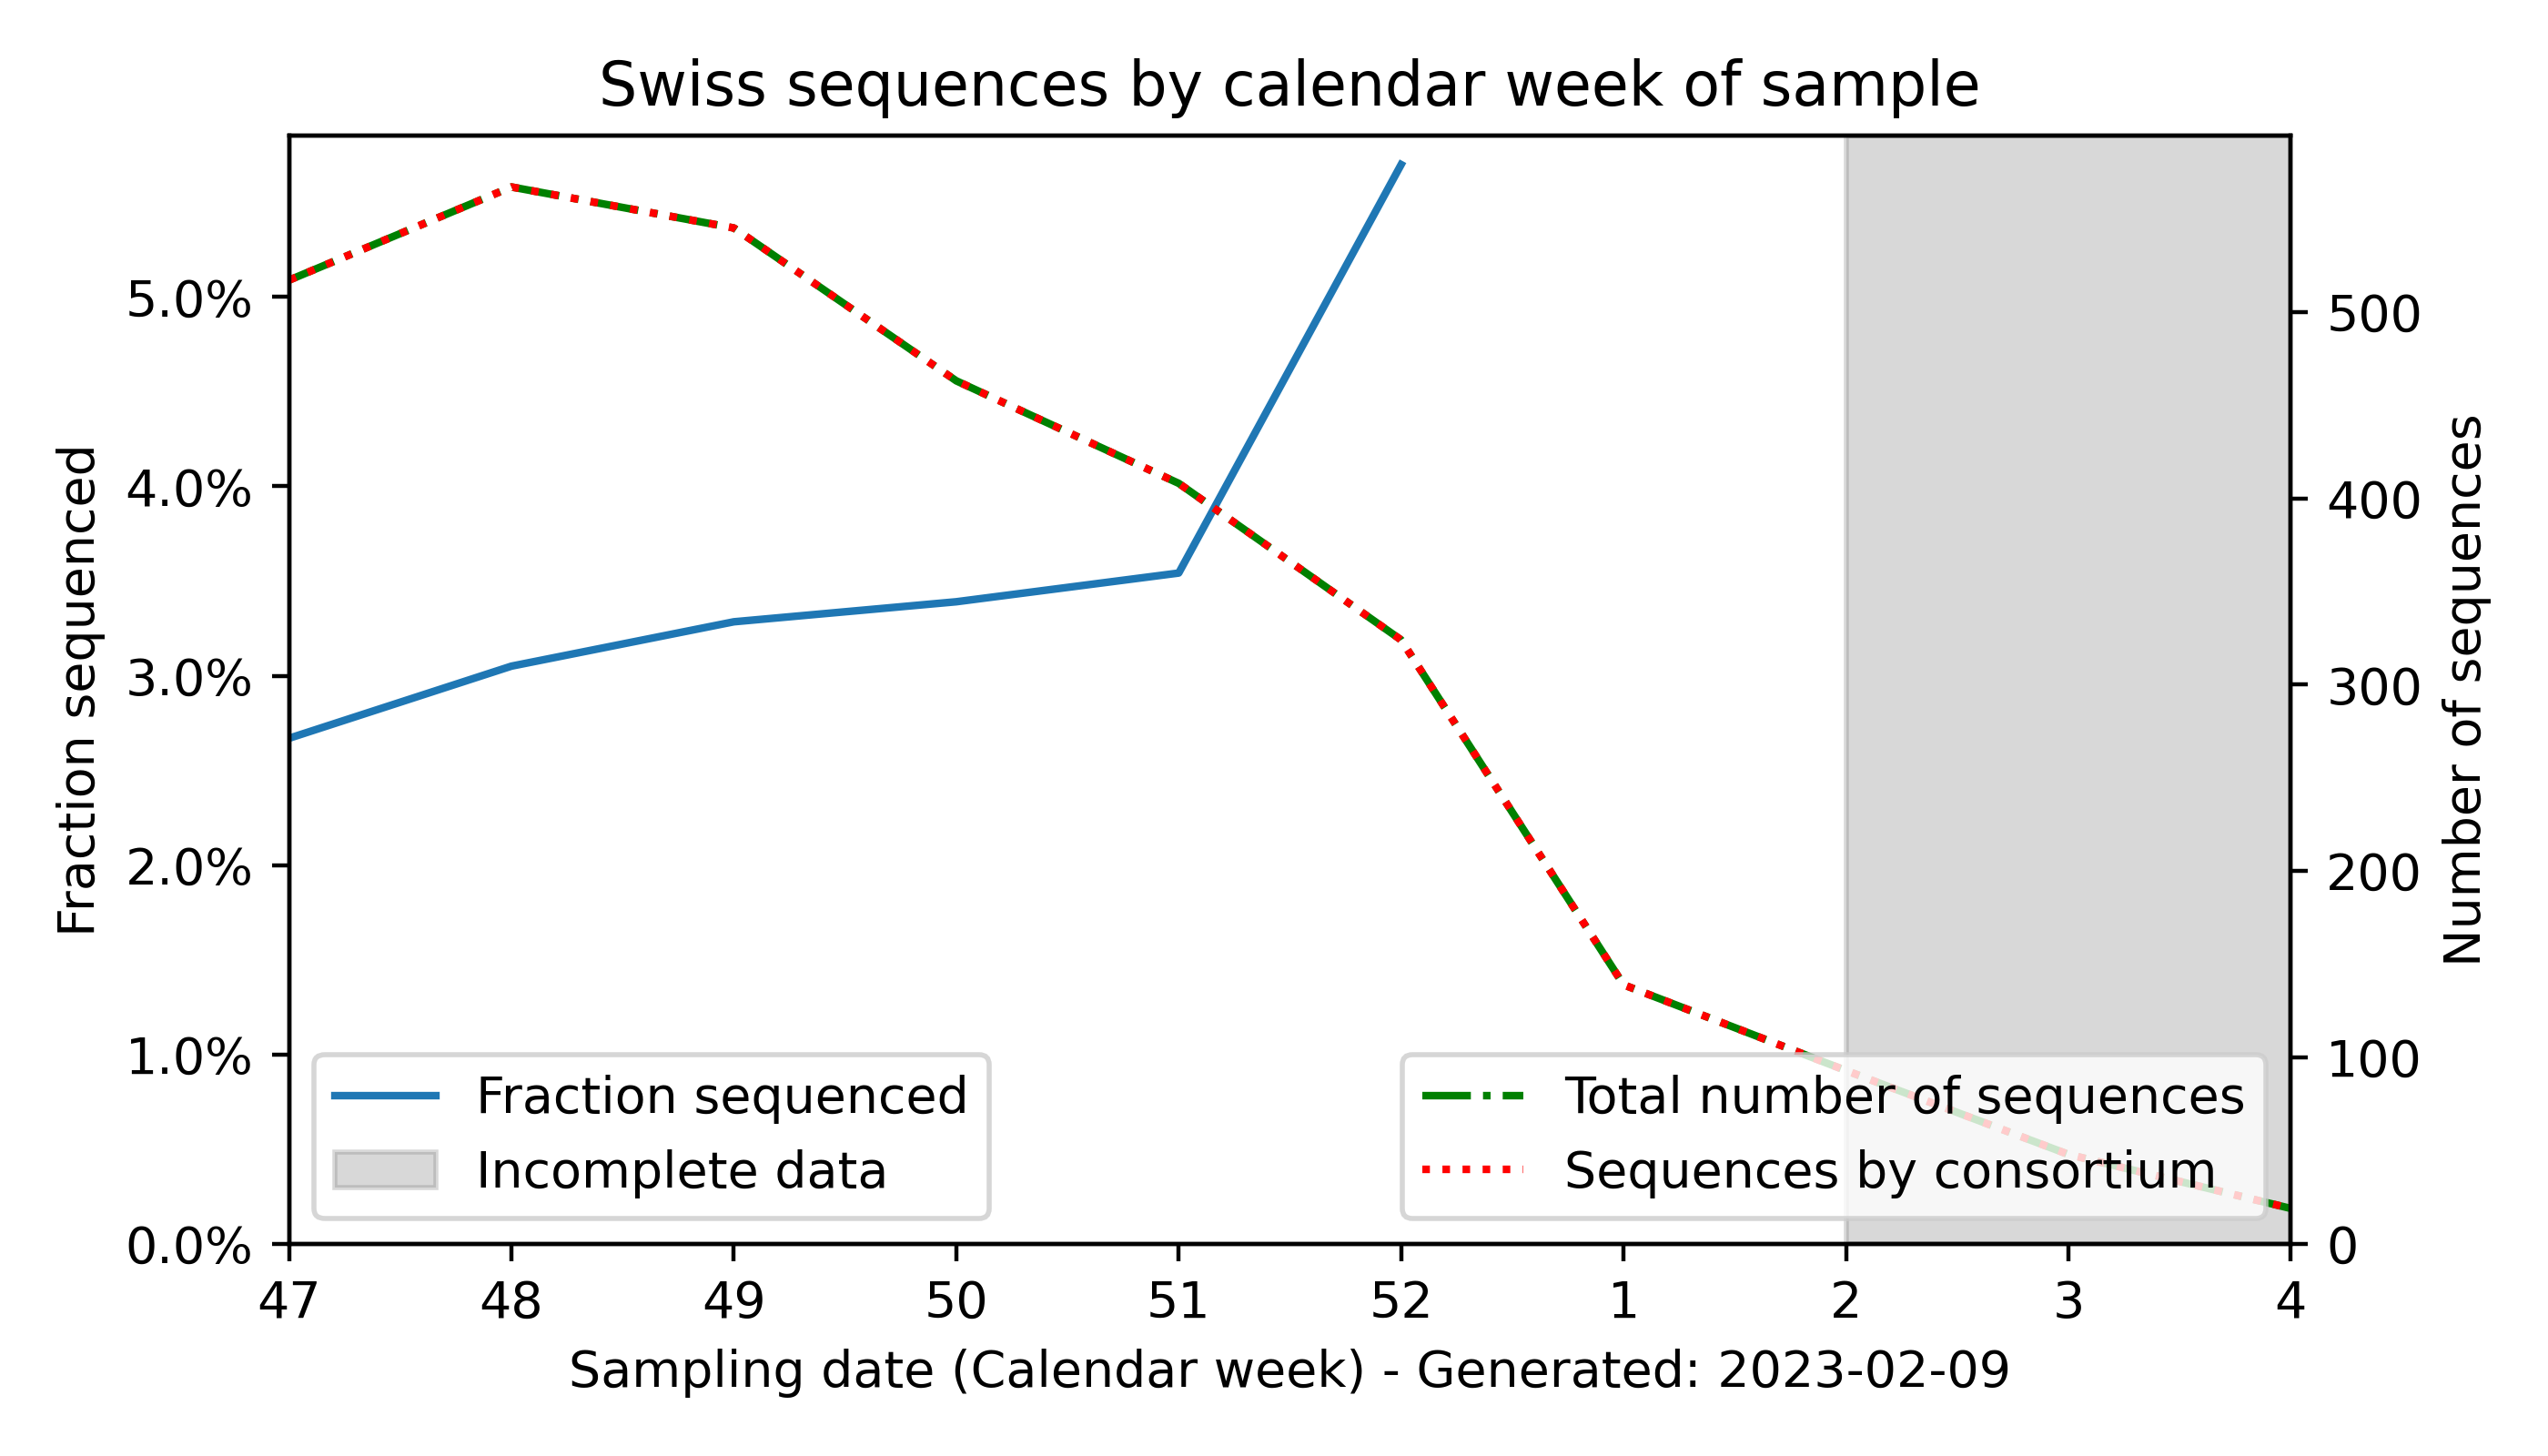 Swiss sequences by calendar week of sample
Fraction sequenced
5.0%
4.0%
3.0%
2.0%
1.0%
0.0%
500
400
300
200
100
0
Number of sequences
Fraction sequenced
Incomplete data
Total number of sequences
Sequences by consortium
47 48 49 50 51 52 1 2 3 4
Sampling date (Calendar week) - Generated: 2023-02-09